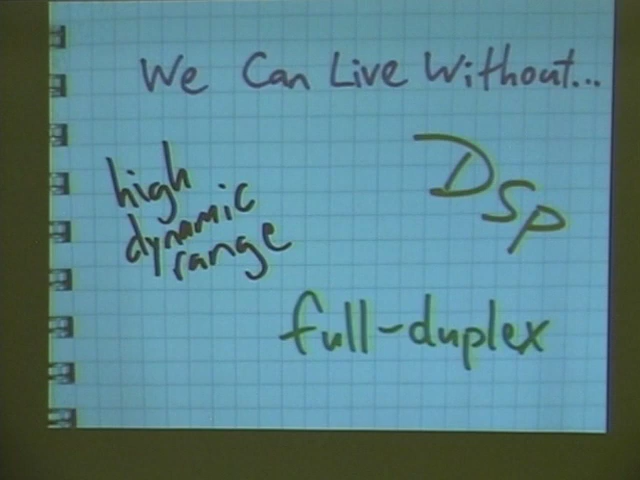 We Can Live Without...
high
dynamic
range
DSP
full-duplex